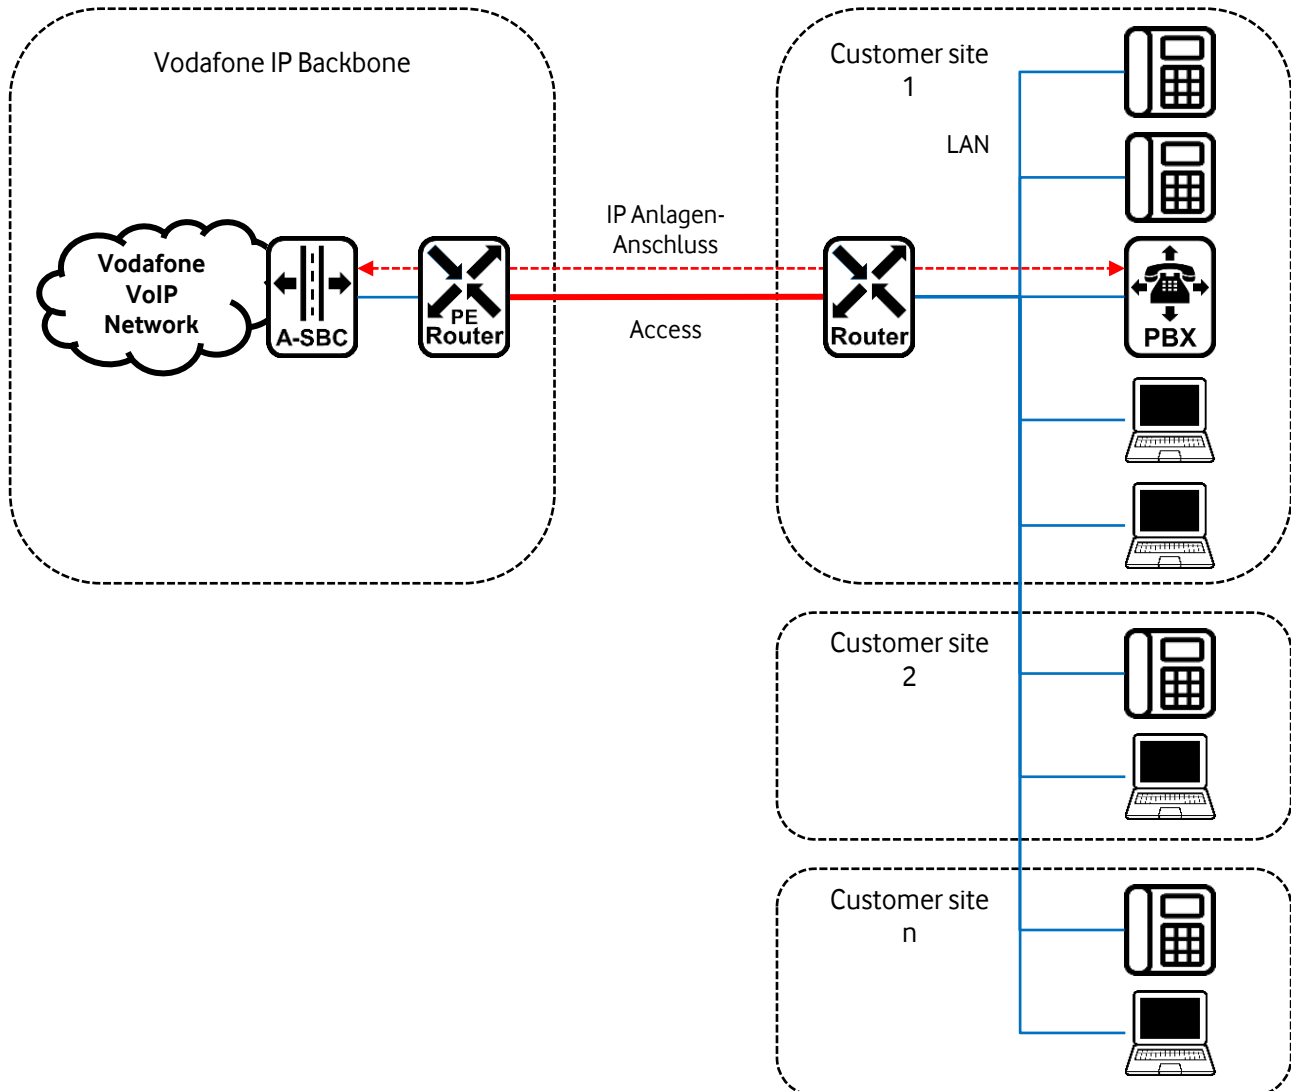 Vodafone IP Backbone
Vodafone
VoIP
Network
A-SBC
PE
Router
IP Anlagen-
Anschluss
Access
Customer site
1
LAN
Router
PBX
Customer site
2
Customer site
n